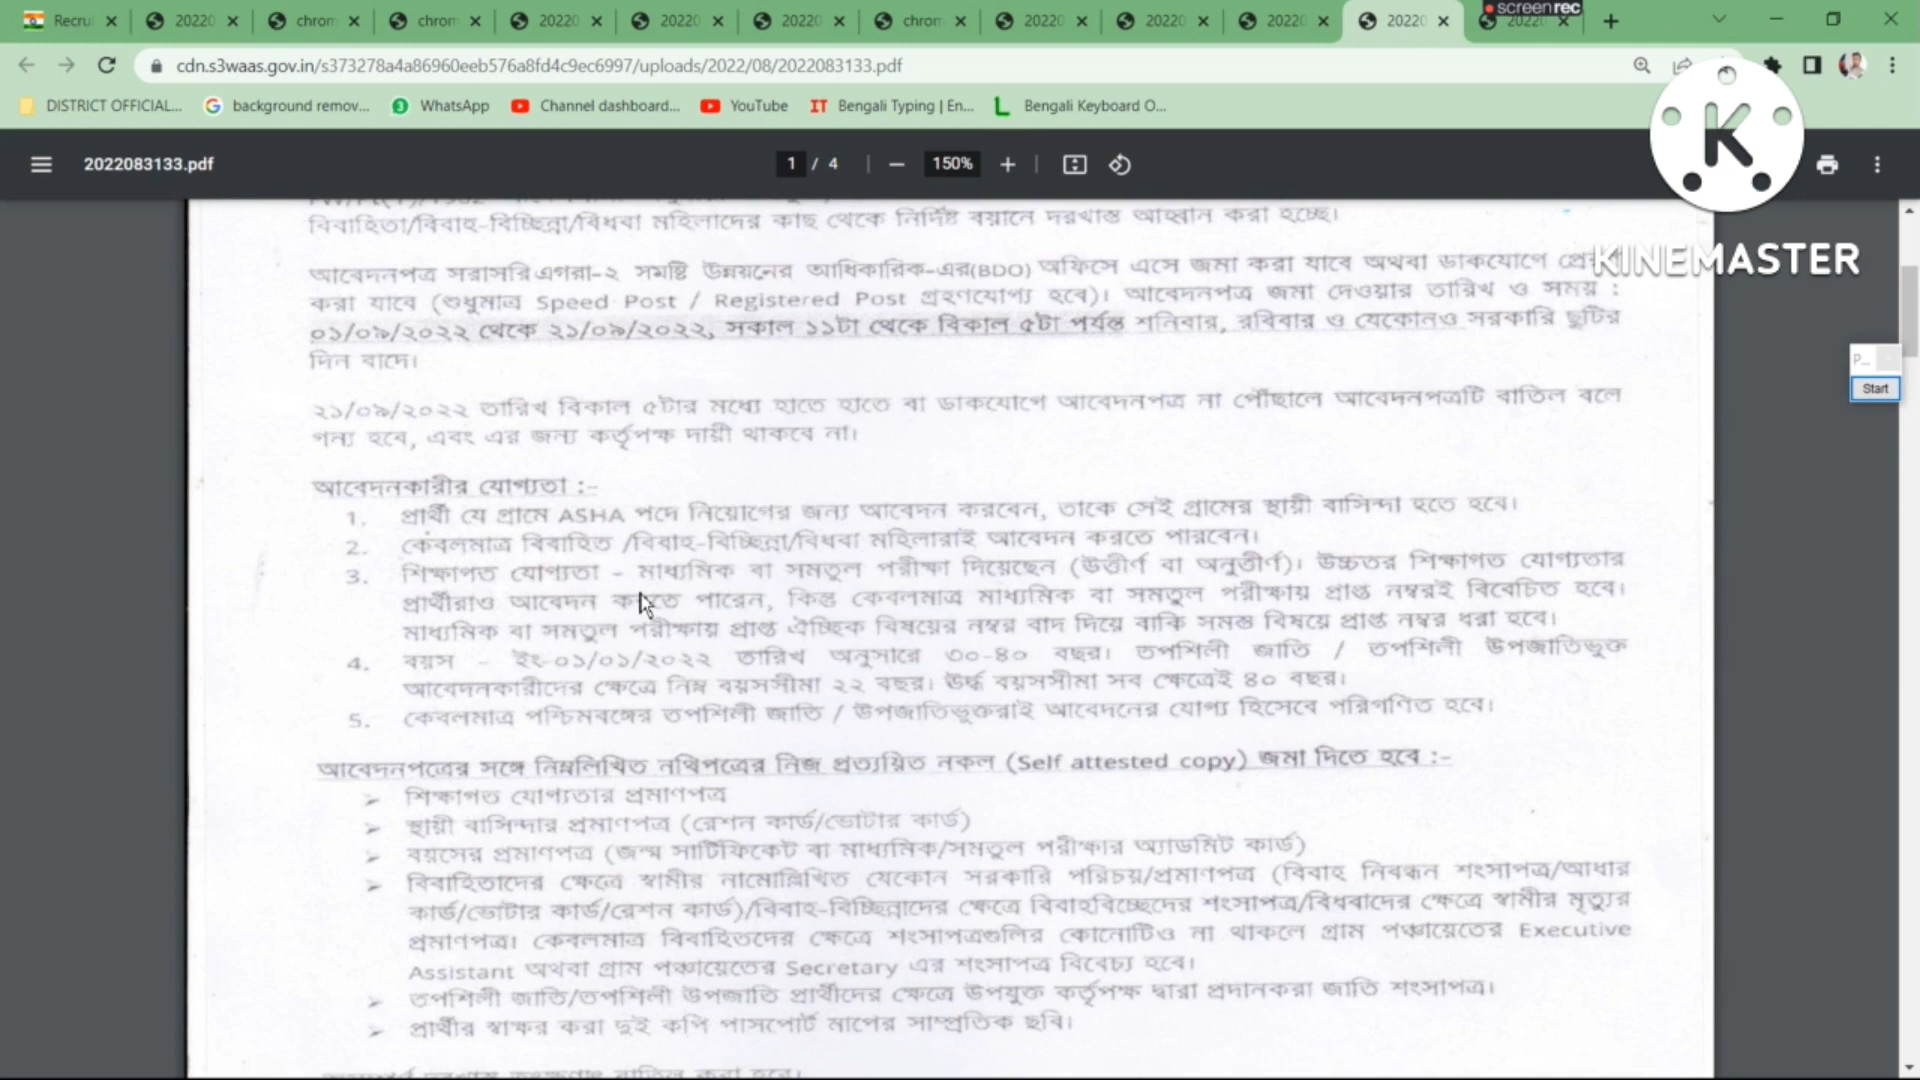 Recrui
20220
chrom
chrom
20220
20220
20220
chrom
20220
20220
20220
20220
20220
screenrec
cdn.s3waas.gov.in/s373278a4a86960eeb576a8fd4c9ec6997/uploads/2022/08/2022083133.pdf
DISTRICT OFFICIAL... background remov... WhatsApp Channel dashboard... YouTube Bengali Typing | En... Bengali Keyboard O...
2022083133.pdf
1 / 4
150%
K
KINEMASTER
P...
Start
বিবাহিতা/বিবাহ-বিচ্ছিন্না/বিধবা মহিলাদের কাছ থেকে নির্দিষ্ট বয়ানে দরখাস্ত আহ্বান করা হচ্ছে।
আবেদনপত্র সরাসরি এগরা-২ সমষ্টি উন্নয়নের আধিকারিক-এর(BDO) অফিসে এসে জমা করা যাবে অথবা ডাকযোগে
করা যাবে (শুধুমাত্র Speed Post / Registered Post গ্রহণযোগ্য হবে)। আবেদনপত্র জমা দেওয়ার তারিখ ও সময় :
০১/০৯/২০২২ থেকে ২১/০৯/২০২২, সকাল ১১টা থেকে বিকাল ৫টা পর্যন্ত শনিবার, রবিবার ও যেকোনও সরকারি ছুটির
দিন বাদে।
২১/০৯/২০২২ তারিখ বিকাল ৫টার মধ্যে হাতে হাতে বা ডাকযোগে আবেদনপত্র না পৌঁছালে আবেদনপত্রটি বাতিল বলে
গন্য হবে, এবং এর জন্য কর্তৃপক্ষ দায়ী থাকবে না।
আবেদনকারীর যোগ্যতা :-
1. প্রার্থী যে গ্রামে ASHA পদে নিয়োগের জন্য আবেদন করবেন, তাকে সেই গ্রামের স্থায়ী বাসিন্দা হতে হবে।
2. কেবলমাত্র বিবাহিত /বিবাহ-বিচ্ছিন্না/বিধবা মহিলারাই আবেদন করতে পারবেন।
3. শিক্ষাগত যোগ্যতা - মাধ্যমিক বা সমতুল পরীক্ষা দিয়েছেন (উত্তীর্ণ বা অনুত্তীর্ণ)। উচ্চতর শিক্ষাগত যোগ্যতার
প্রার্থীরাও আবেদন করতে পারেন, কিন্তু কেবলমাত্র মাধ্যমিক বা সমতুল পরীক্ষায় প্রাপ্ত নম্বরই বিবেচিত হবে।
মাধ্যমিক বা সমতুল পরীক্ষায় প্রাপ্ত ঐচ্ছিক বিষয়ের নম্বর বাদ দিয়ে বাকি সমস্ত বিষয়ে প্রাপ্ত নম্বর ধরা হবে।
4. বয়স - ইং-০১/০১/২০২২ তারিখ অনুসারে ৩০-৪০ বছর। তপশিলী জাতি / তপশিলী উপজাতিভুক্ত
আবেদনকারীদের ক্ষেত্রে নিম্ন বয়সসীমা ২২ বছর। উর্দ্ধ বয়সসীমা সব ক্ষেত্রেই ৪০ বছর।
5. কেবলমাত্র পশ্চিমবঙ্গের তপশিলী জাতি / উপজাতিভুক্তরাই আবেদনের যোগ্য হিসেবে পরিগণিত হবে।
আবেদনপত্রের সঙ্গে নিম্নলিখিত নথিপত্রের নিজ প্রত্যয়িত নকল (Self attested copy) জমা দিতে হবে :-
➢ শিক্ষাগত যোগ্যতার প্রমাণপত্র
➢ স্থায়ী বাসিন্দার প্রমাণপত্র (রেশন কার্ড/ভোটার কার্ড)
➢ বয়সের প্রমাণপত্র (জন্ম সার্টিফিকেট বা মাধ্যমিক/সমতুল পরীক্ষার অ্যাডমিট কার্ড)
➢ বিবাহিতাদের ক্ষেত্রে স্বামীর নামোল্লিখিত যেকোন সরকারি পরিচয়/প্রমাণপত্র (বিবাহ নিবন্ধন শংসাপত্র/আধার
কার্ড/ভোটার কার্ড/রেশন কার্ড)/বিবাহ-বিচ্ছিন্নাদের ক্ষেত্রে বিবাহবিচ্ছেদের শংসাপত্র/বিধবাদের ক্ষেত্রে স্বামীর মৃত্যুর
প্রমাণপত্র। কেবলমাত্র বিবাহিতদের ক্ষেত্রে শংসাপত্রগুলির কোনোটিও না থাকলে গ্রাম পঞ্চায়েতের Executive
Assistant অথবা গ্রাম পঞ্চায়েতের Secretary এর শংসাপত্র বিবেচ্য হবে।
➢ তপশিলী জাতি/তপশিলী উপজাতি প্রার্থীদের ক্ষেত্রে উপযুক্ত কর্তৃপক্ষ দ্বারা প্রদানকরা জাতি শংসাপত্র।
➢ প্রার্থীর স্বাক্ষর করা দুই কপি পাসপোর্ট মাপের সাম্প্রতিক ছবি।